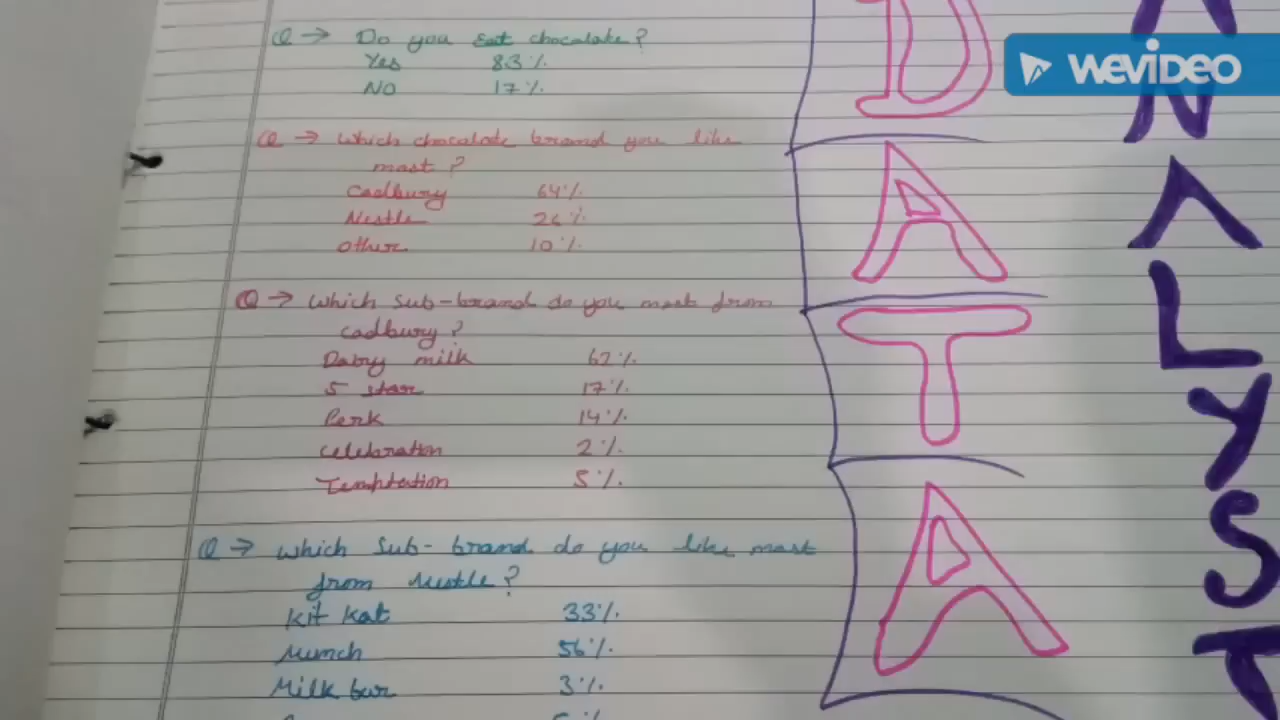 Q → Do you Eat chocolate?
Yes 83%
NO 17%
Q → Which chocolate brand you like
most?
Cadbury 64%
Nestle 26%
Other 10%
Q → Which Sub-brand do you most from
Cadbury?
Dairy milk 62%
5 star 17%
Perk 14%
Celebration 2%
Temptation 5%
Q → Which Sub-brand do you like most
from Nestle?
Kit Kat 33%
Munch 56%
Milk bar 3%
DATA
ANALYST
WEVIDEO